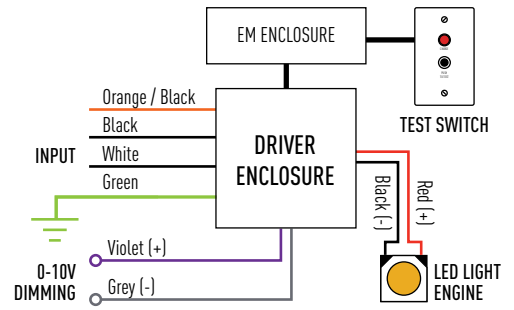 EM ENCLOSURE
TEST SWITCH
Orange / Black
Black
White
Green
INPUT
DRIVER
ENCLOSURE
Red (+)
Black (-)
Violet (+)
Grey (-)
0-10V
DIMMING
LED LIGHT
ENGINE